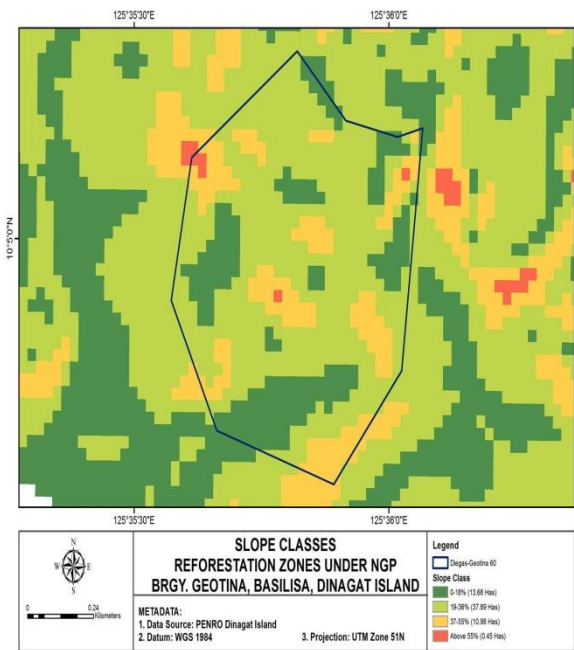 125°35'30"E 125°36'0"E
10°5'0"N
125°35'30"E 125°36'0"E
N
W E
S
0 0.24
Kilometers
SLOPE CLASSES
REFORESTATION ZONES UNDER NGP
BRGY. GEOTINA, BASILISA, DINAGAT ISLAND
METADATA:
1. Data Source: PENRO Dinagat Island
2. Datum: WGS 1984 3. Projection: UTM Zone 51N
Legend
Diegas-Geotina 60
Slope Class
0-18% (13.68 Has)
19-36% (37.89 Has)
37-55% (10.98 Has)
Above 55% (0.45 Has)